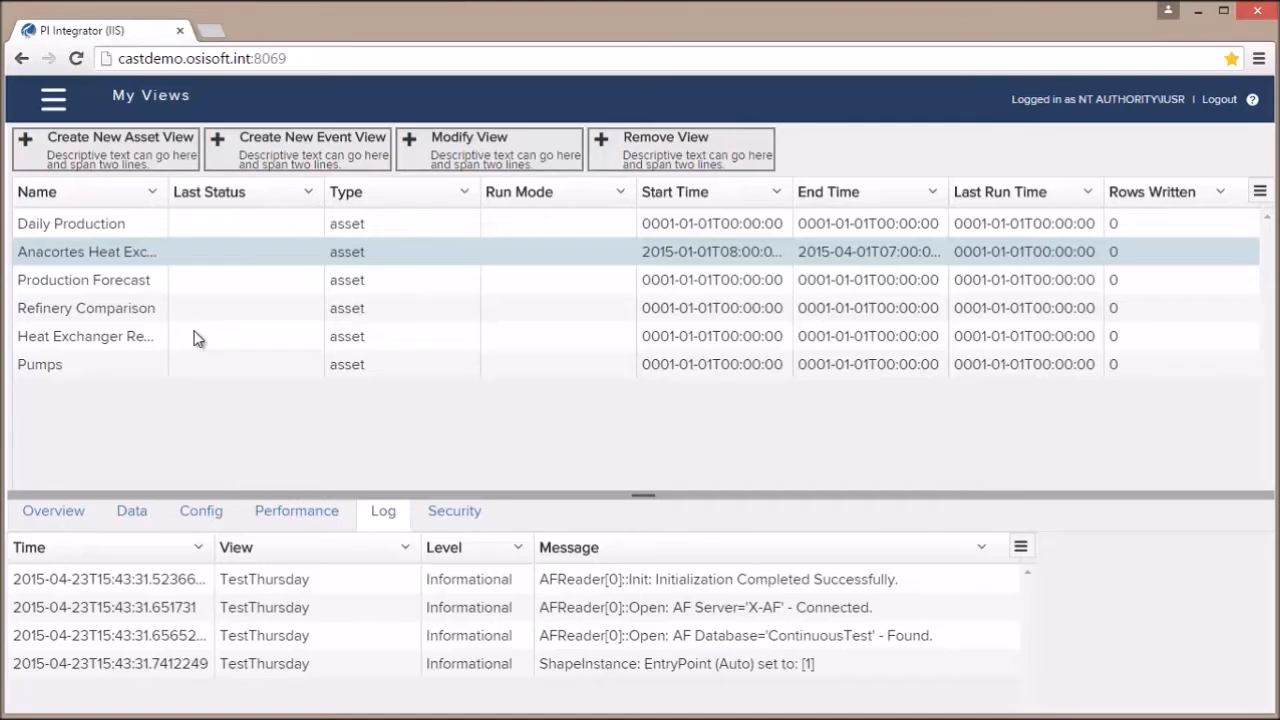 PI Integrator (IIS)
castdemo.osisoft.int:8069
My Views
Logged in as NT AUTHORITY\IUSR | Logout
Create New Asset View
Descriptive text can go here and span two lines.
Create New Event View
Descriptive text can go here and span two lines.
Modify View
Descriptive text can go here and span two lines.
Remove View
Descriptive text can go here and span two lines.
Name Last Status Type Run Mode Start Time End Time Last Run Time Rows Written
Daily Production asset 0001-01-01T00:00:00 0001-01-01T00:00:00 0001-01-01T00:00:00 0
Anacortes Heat Exc... asset 2015-01-01T08:00:0... 2015-04-01T07:00:0... 0001-01-01T00:00:00 0
Production Forecast asset 0001-01-01T00:00:00 0001-01-01T00:00:00 0001-01-01T00:00:00 0
Refinery Comparison asset 0001-01-01T00:00:00 0001-01-01T00:00:00 0001-01-01T00:00:00 0
Heat Exchanger Re... asset 0001-01-01T00:00:00 0001-01-01T00:00:00 0001-01-01T00:00:00 0
Pumps asset 0001-01-01T00:00:00 0001-01-01T00:00:00 0001-01-01T00:00:00 0
Overview Data Config Performance Log Security
Time View Level Message
2015-04-23T15:43:31.52366... TestThursday Informational AFReader[0]::Init: Initialization Completed Successfully.
2015-04-23T15:43:31.651731 TestThursday Informational AFReader[0]::Open: AF Server='X-AF' - Connected.
2015-04-23T15:43:31.65652... TestThursday Informational AFReader[0]::Open: AF Database='ContinuousTest' - Found.
2015-04-23T15:43:31.7412249 TestThursday Informational ShapeInstance: EntryPoint (Auto) set to: [1]